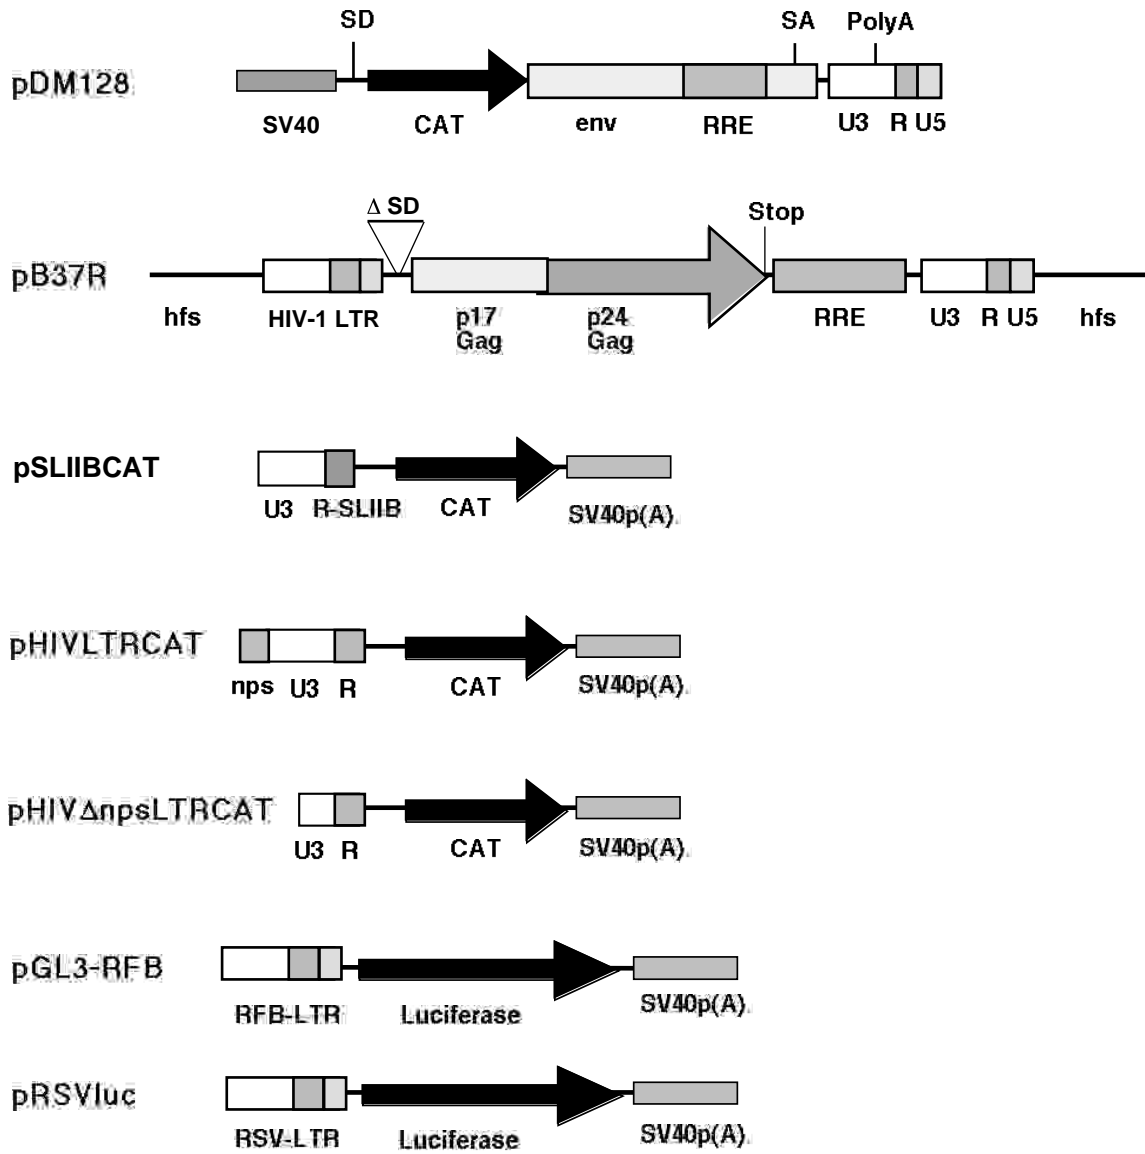 SD SA PolyA
pDM128
SV40 CAT env RRE U3 R U5
Δ SD Stop
pB37R
hfs HIV-1 LTR p17 p24 RRE U3 R U5 hfs
Gag Gag
pSLIIBCAT
U3 R-SLIIB CAT SV40p(A)
pHIVLTRCAT
nps U3 R CAT SV40p(A)
pHIVΔnpsLTRCAT
U3 R CAT SV40p(A)
pGL3-RFB
RFB-LTR Luciferase SV40p(A)
pRSVluc
RSV-LTR Luciferase SV40p(A)